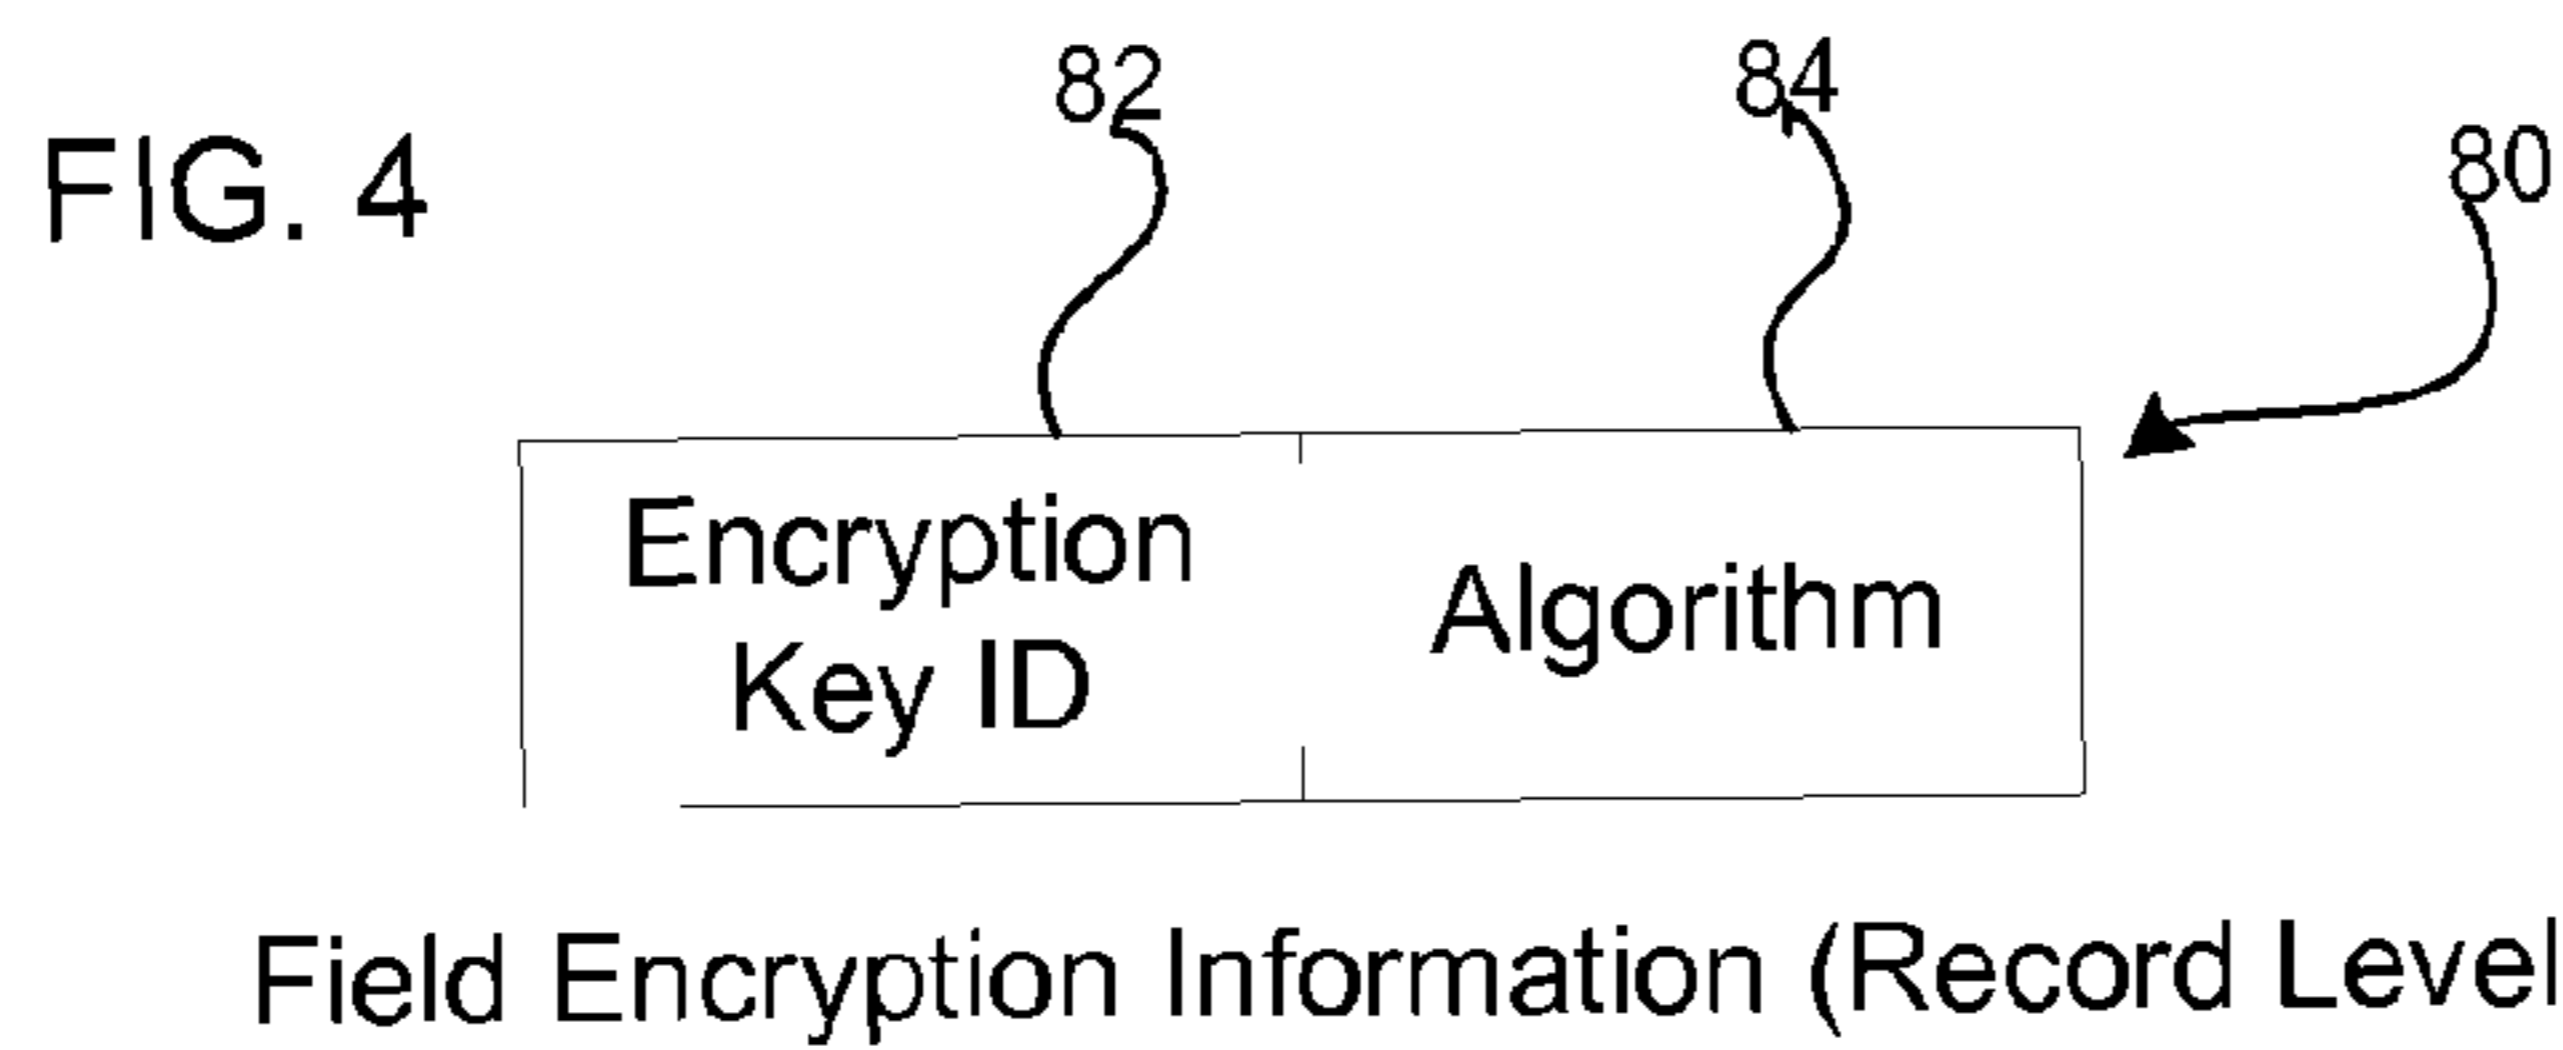 82
84
80
FIG. 4
Encryption
Key ID
Algorithm
Field Encryption Information (Record Level